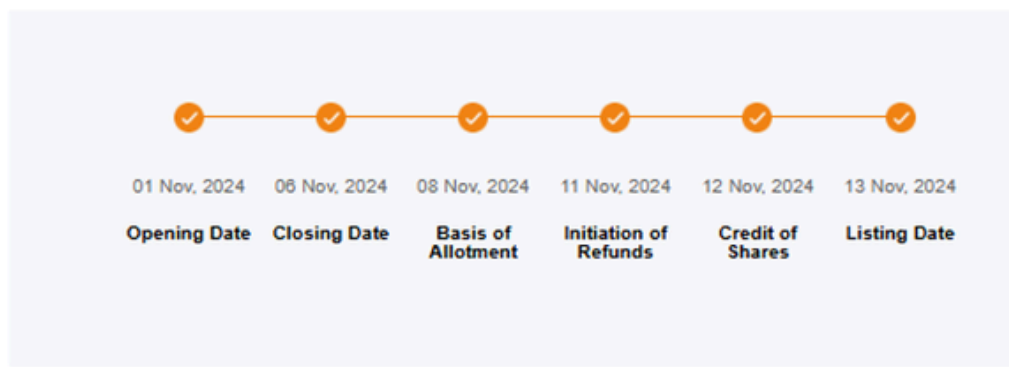 01 Nov, 2024
06 Nov, 2024
08 Nov, 2024
11 Nov, 2024
12 Nov, 2024
13 Nov, 2024
Opening Date
Closing Date
Basis of
Allotment
Initiation of
Refunds
Credit of
Shares
Listing Date